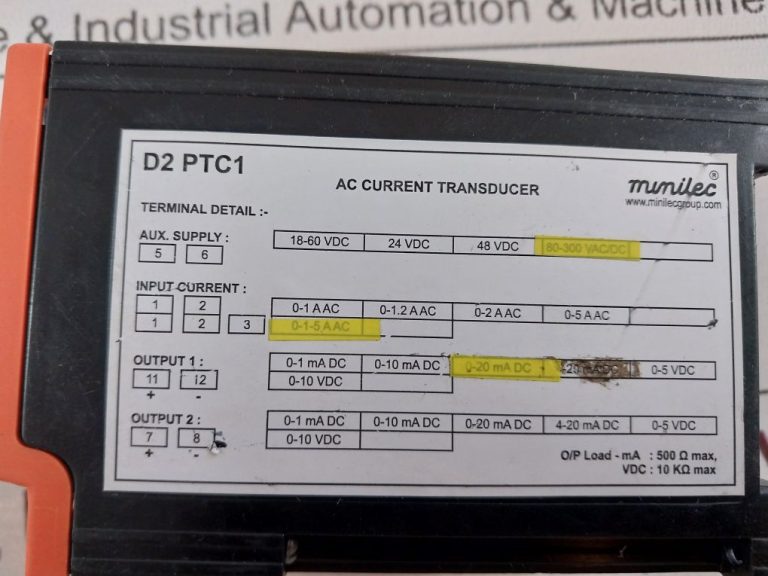 & Industrial Automation & Machine
D2 PTC1
AC CURRENT TRANSDUCER
minilec®
www.minilecgroup.com
TERMINAL DETAIL :-
AUX. SUPPLY :
5 6
18-60 VDC 24 VDC 48 VDC 80-300 VAC/DC
INPUT CURRENT :
1 2
0-1 A AC 0-1.2 A AC 0-2 A AC 0-5 A AC
1 2 3
0-1-5 A AC
OUTPUT 1 :
0-1 mA DC 0-10 mA DC 0-20 mA DC 4-20 mA DC 0-5 VDC
11 12
0-10 VDC
+ -
OUTPUT 2 :
0-1 mA DC 0-10 mA DC 0-20 mA DC 4-20 mA DC 0-5 VDC
7 8
0-10 VDC
+ -
O/P Load - mA : 500 Ω max,
VDC : 10 KΩ max